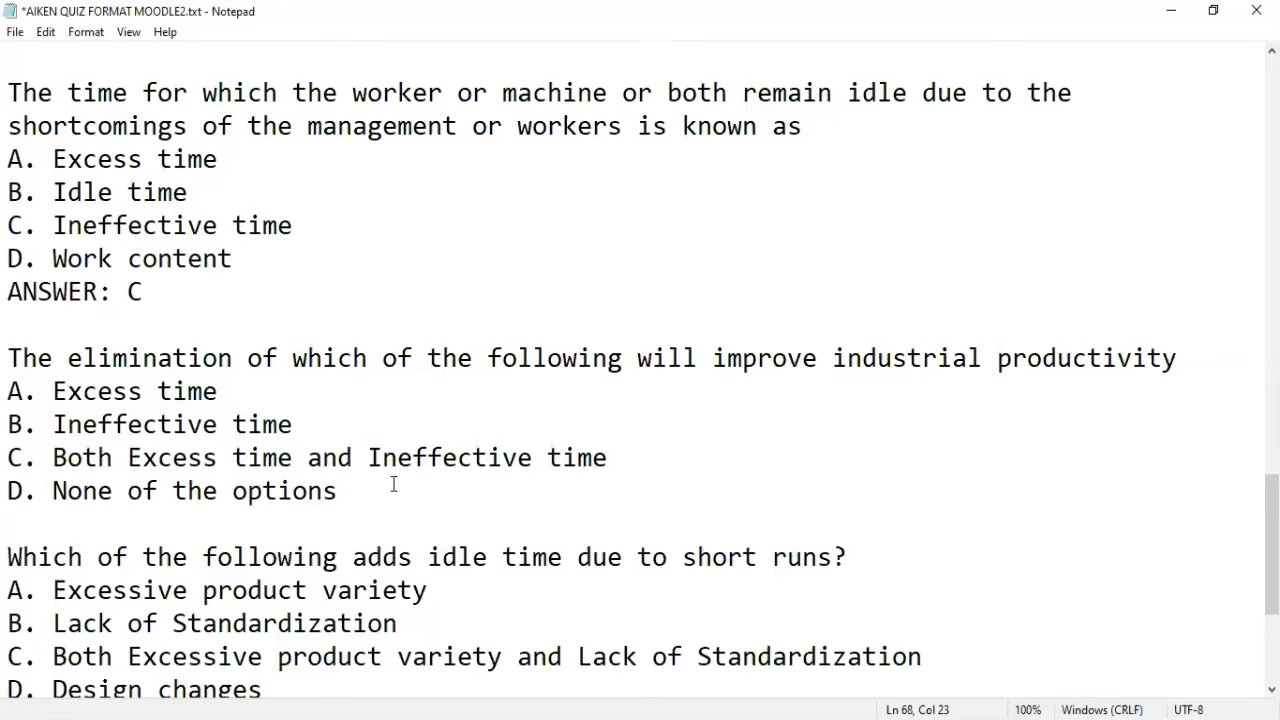 *AIKEN QUIZ FORMAT MOODLE2.txt - Notepad
File Edit Format View Help
The time for which the worker or machine or both remain idle due to the
shortcomings of the management or workers is known as
A. Excess time
B. Idle time
C. Ineffective time
D. Work content
ANSWER: C
The elimination of which of the following will improve industrial productivity
A. Excess time
B. Ineffective time
C. Both Excess time and Ineffective time
D. None of the options
Which of the following adds idle time due to short runs?
A. Excessive product variety
B. Lack of Standardization
C. Both Excessive product variety and Lack of Standardization
D. Design changes
Ln 68, Col 23 100% Windows (CRLF) UTF-8